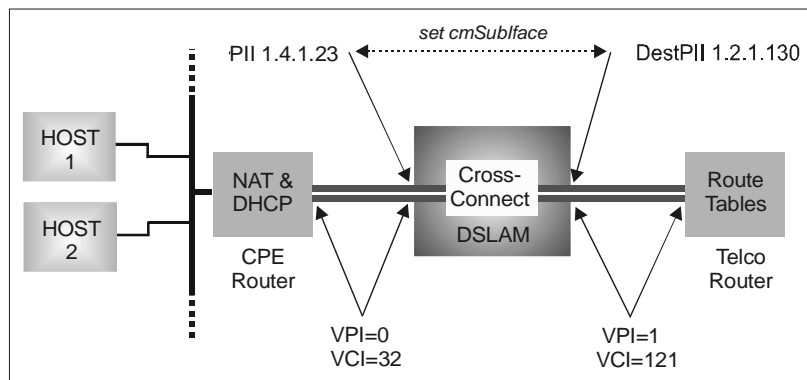 PII 1.4.1.23
set cmSubIface
DestPII 1.2.1.130
HOST
1
HOST
2
NAT &
DHCP
CPE
Router
Cross-
Connect
DSLAM
Route
Tables
Telco
Router
VPI=0
VCI=32
VPI=1
VCI=121